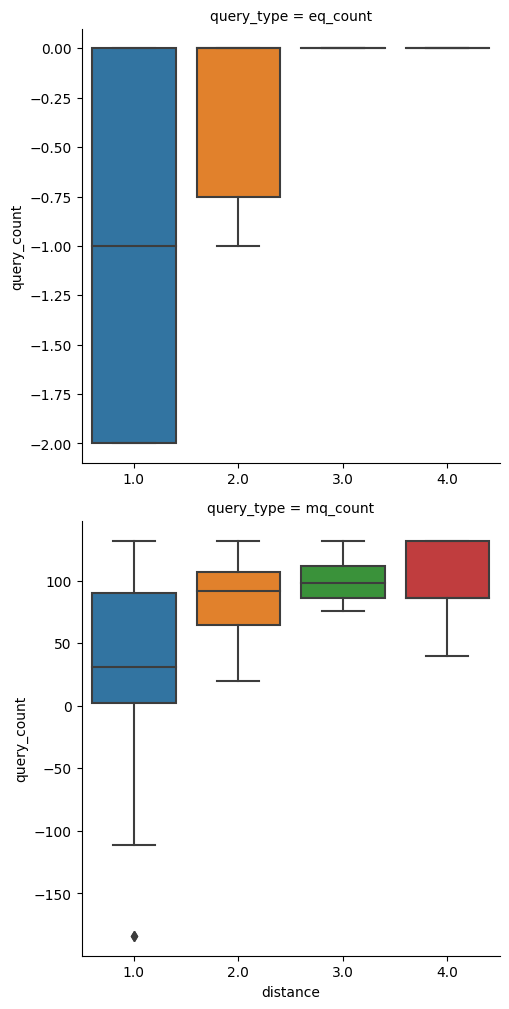 query_type = eq_count
0.00
−0.25
−0.50
−0.75
−1.00
−1.25
−1.50
−1.75
−2.00
query_count
1.0 2.0 3.0 4.0
query_type = mq_count
100
50
0
−50
−100
−150
query_count
1.0 2.0 3.0 4.0
distance